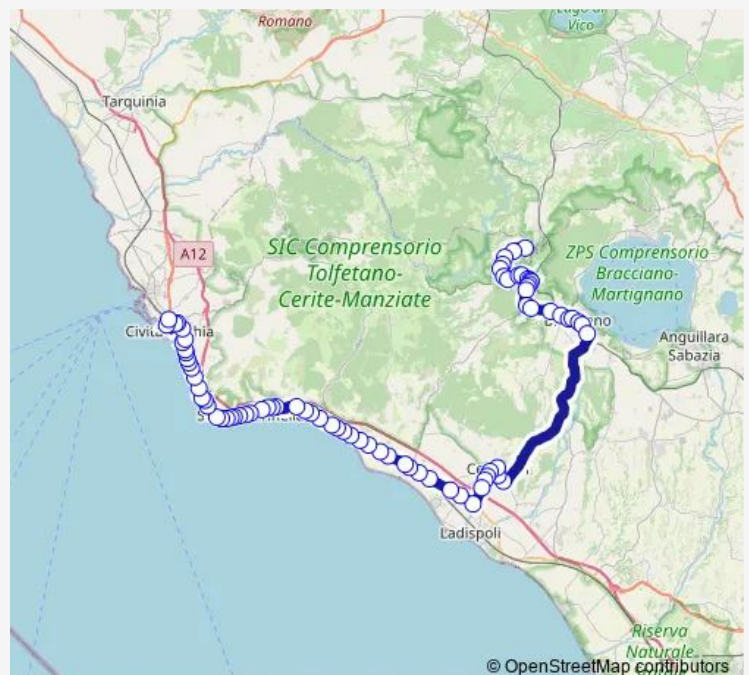 Romano
Lago di
Vico
Tarquinia
SIC Comprensorio
Tolfetano-
Cerite-Manziate
A12
ZPS Comprensorio
Bracciano-
Martignano
Anguillara
Sabazia
Ladispoli
Riserva
Naturale
© OpenStreetMap contributors